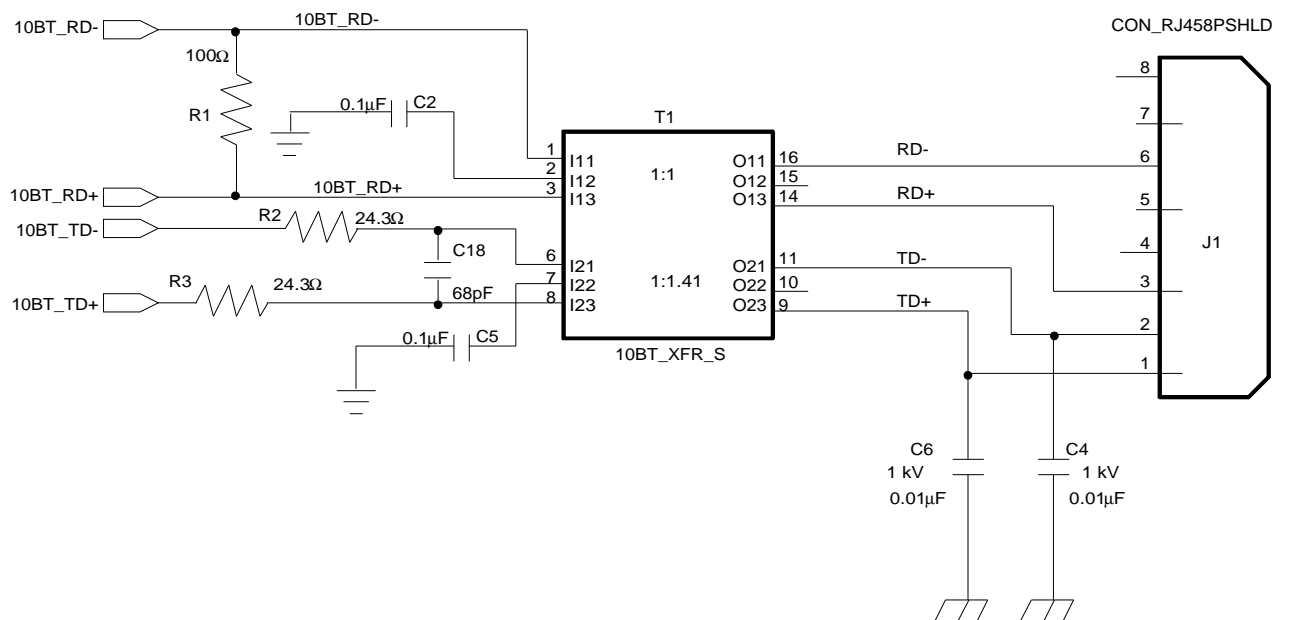 10BT_RD-
10BT_RD-
CON_RJ458PSHLD
100Ω
R1
0.1μF
C2
T1
8
7
6
5
4
3
2
1
J1
1
2
3
I11
I12
I13
1:1
O11
O12
O13
16
15
14
RD-
RD+
10BT_RD+
10BT_RD+
10BT_TD-
R2
24.3Ω
C18
68pF
R3
24.3Ω
10BT_TD+
6
7
8
I21
I22
I23
1:1.41
O21
O22
O23
11
10
9
TD-
TD+
0.1μF
C5
10BT_XFR_S
C6
1 kV
0.01μF
C4
1 kV
0.01μF